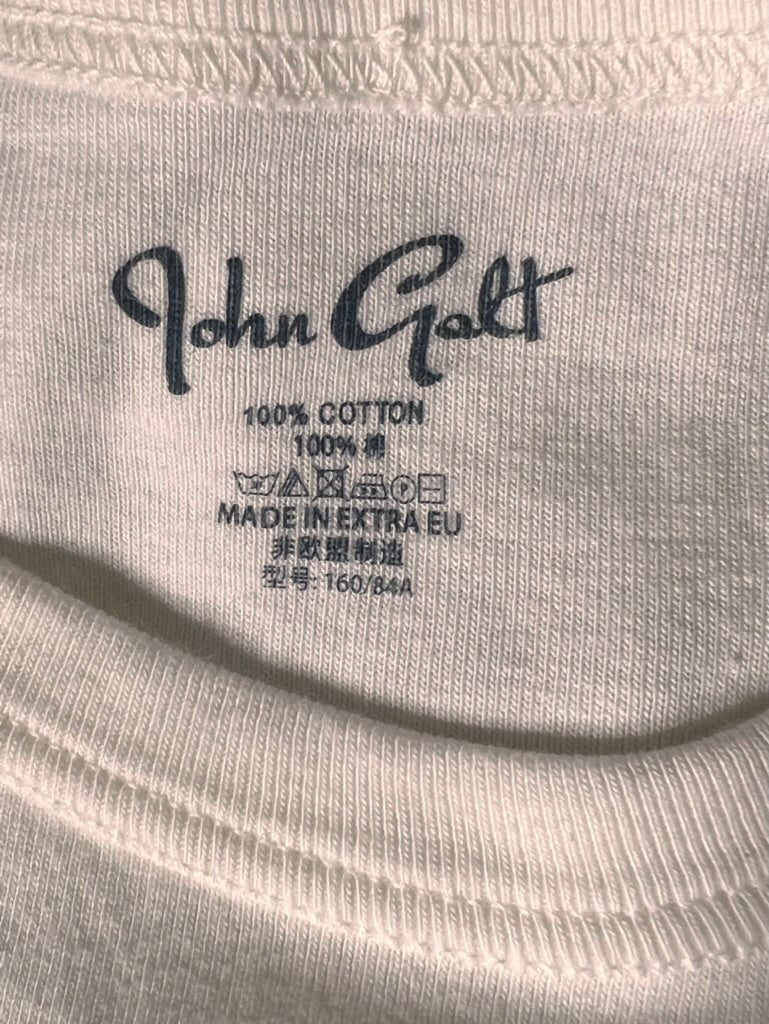 John Galt
100% COTTON
100% 棉
MADE IN EXTRA EU
非欧盟制造
型号: 160/84A